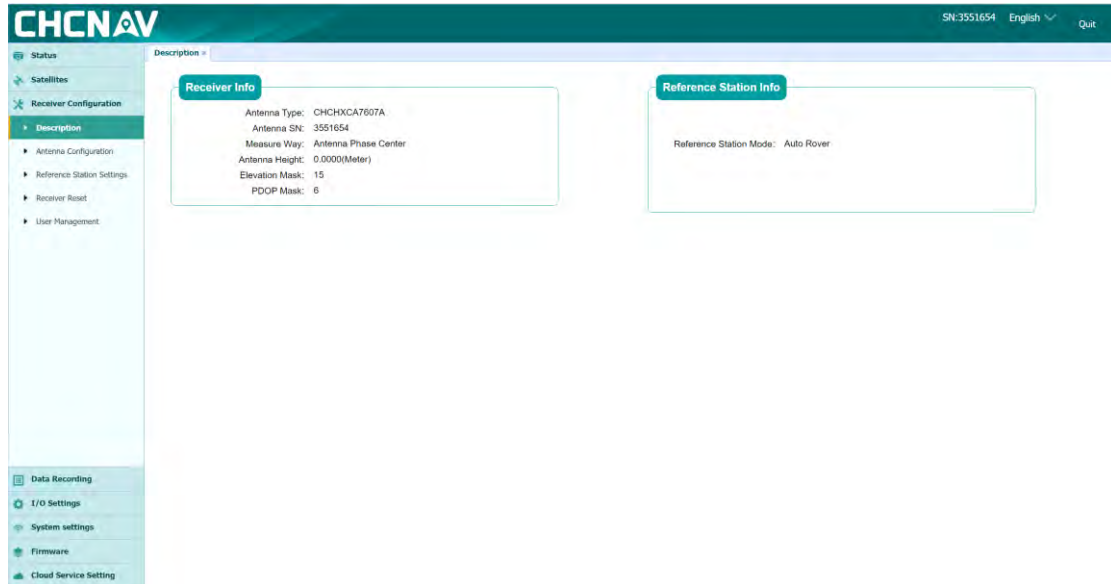 CHCNAV
SN:3551654 English Quit
Status
Satellites
Receiver Configuration
Description
Antenna Configuration
Reference Station Settings
Receiver Reset
User Management
Data Recording
I/O Settings
System settings
Firmware
Cloud Service Setting
Description ×
Receiver Info
Antenna Type: CHCHXCA7607A
Antenna SN: 3551654
Measure Way: Antenna Phase Center
Antenna Height: 0.0000(Meter)
Elevation Mask: 15
PDOP Mask: 6
Reference Station Info
Reference Station Mode: Auto Rover